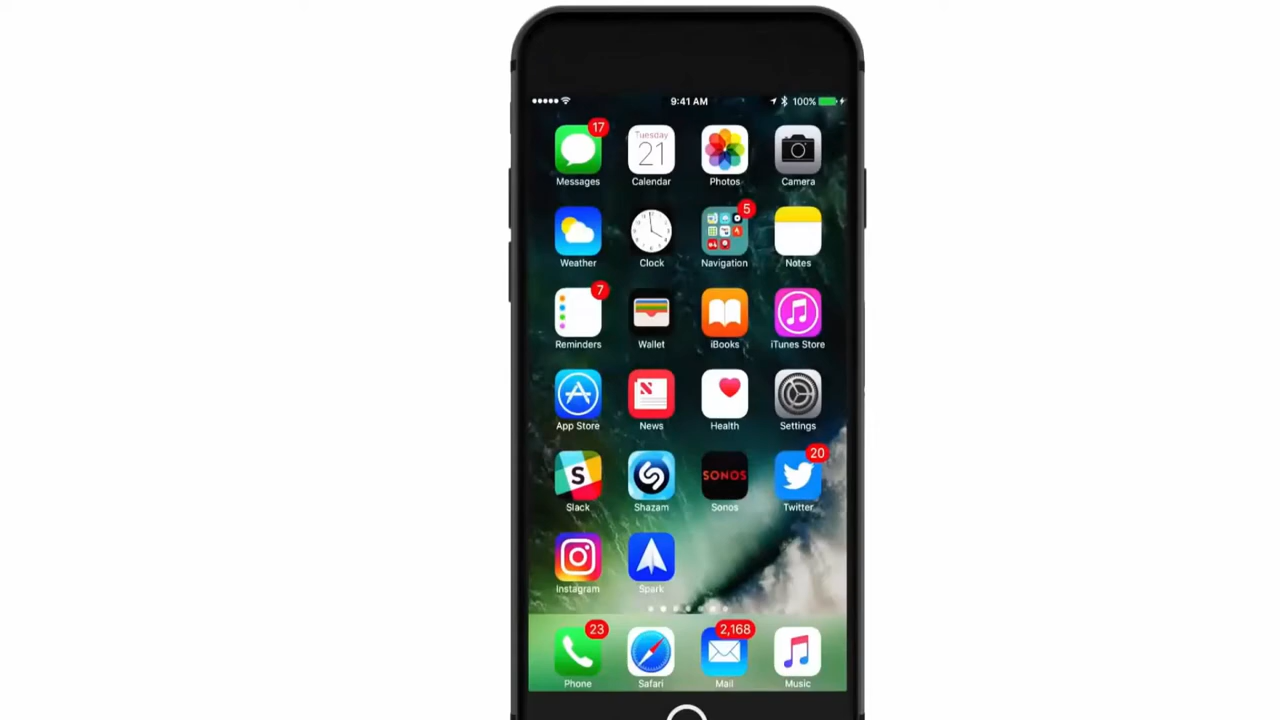 9:41 AM 100%
17 Tuesday
21
Messages Calendar Photos Camera
5
Weather Clock Navigation Notes
7
Reminders Wallet iBooks iTunes Store
App Store News Health Settings
20
S SONOS
Slack Shazam Sonos Twitter
Instagram Spark
23 2,168
Phone Safari Mail Music